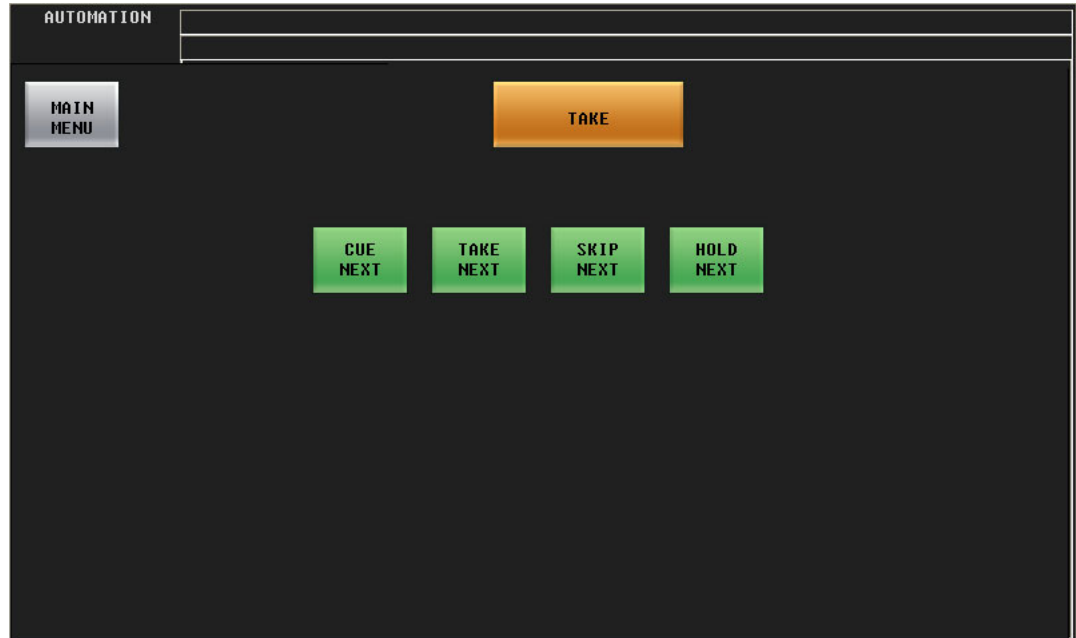 AUTOMATION
MAIN
MENU
TAKE
CUE
NEXT
TAKE
NEXT
SKIP
NEXT
HOLD
NEXT